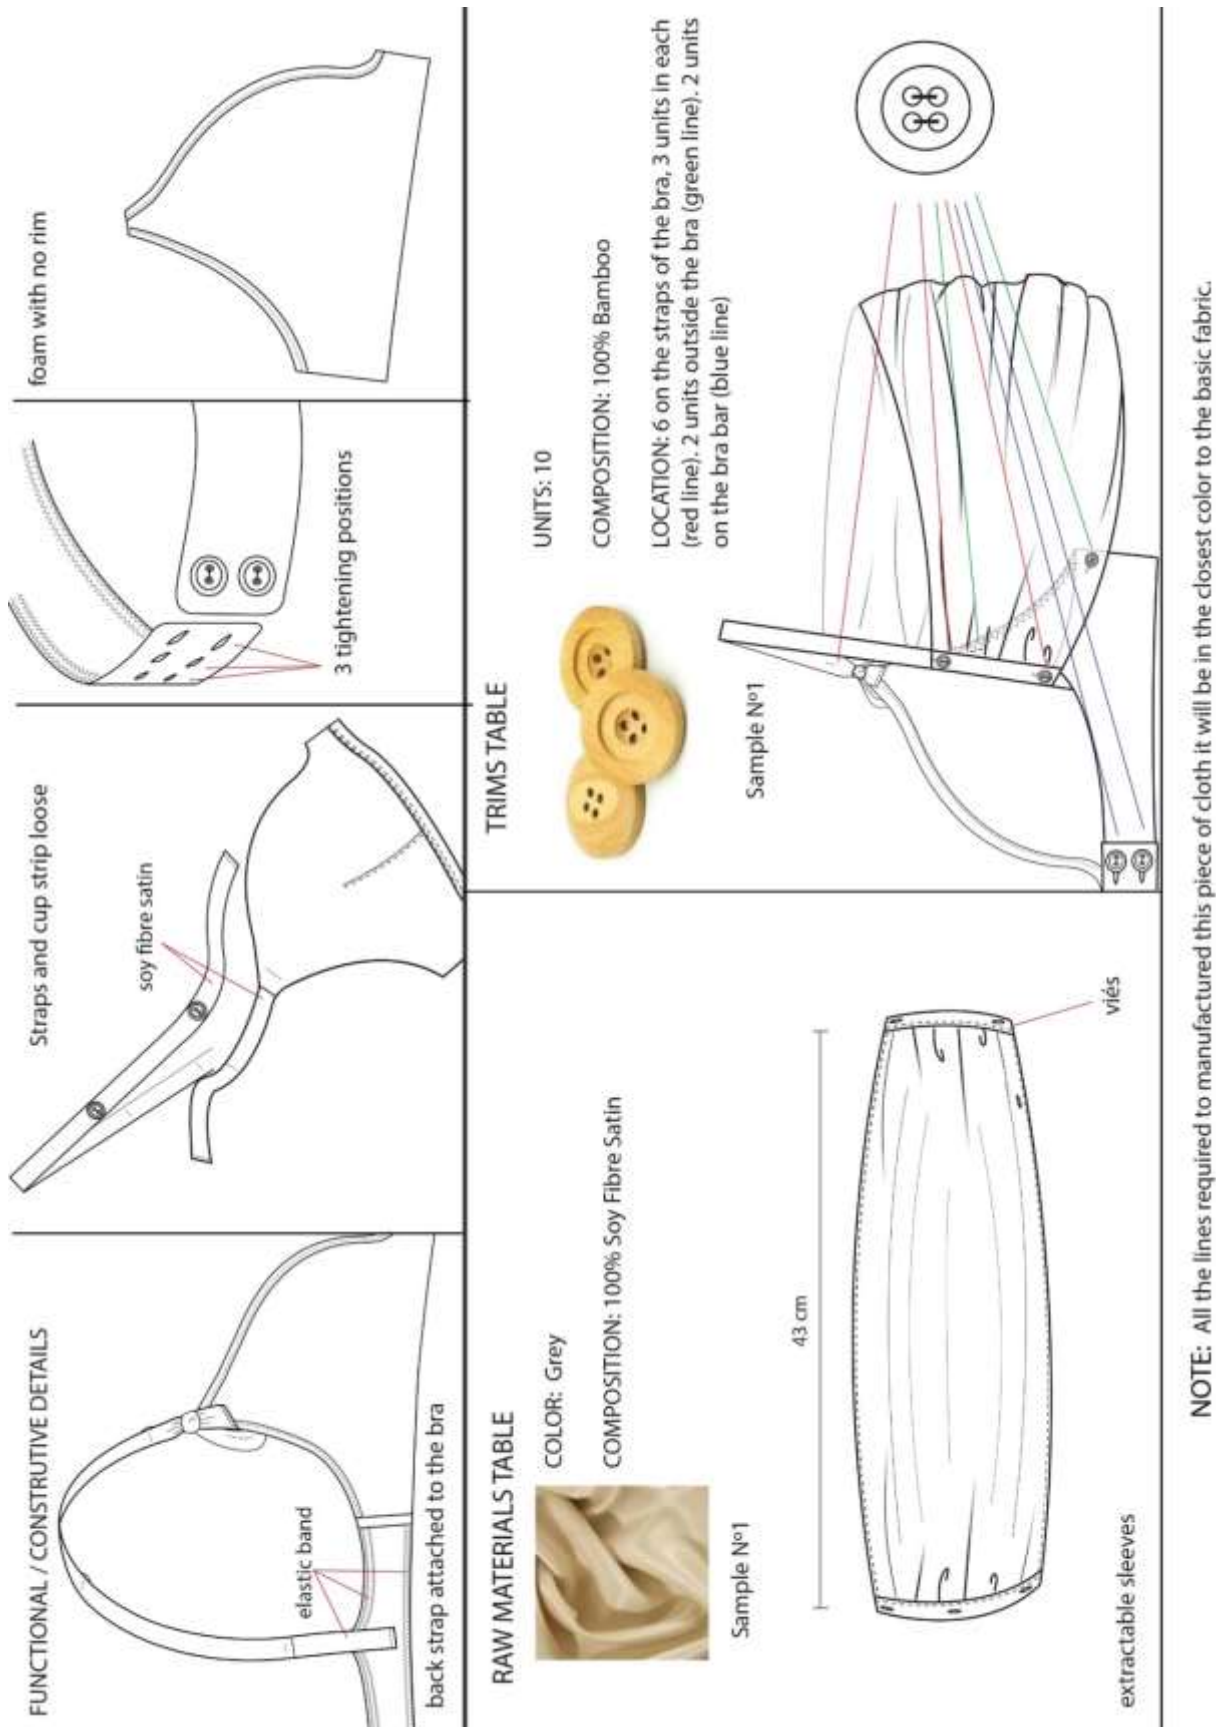 FUNCTIONAL / CONSTRUTIVE DETAILS
elastic band
back strap attached to the bra
Straps and cup strip loose
soy fibre satin
3 tightening positions
foam with no rim
RAW MATERIALS TABLE
COLOR: Grey
COMPOSITION: 100% Soy Fibre Satin
Sample Nº1
43 cm
viés
extractable sleeves
TRIMS TABLE
UNITS: 10
COMPOSITION: 100% Bamboo
LOCATION: 6 on the straps of the bra, 3 units in each
(red line). 2 units outside the bra (green line). 2 units
on the bra bar (blue line)
Sample Nº1
NOTE: All the lines required to manufactured this piece of cloth it will be in the closest color to the basic fabric.